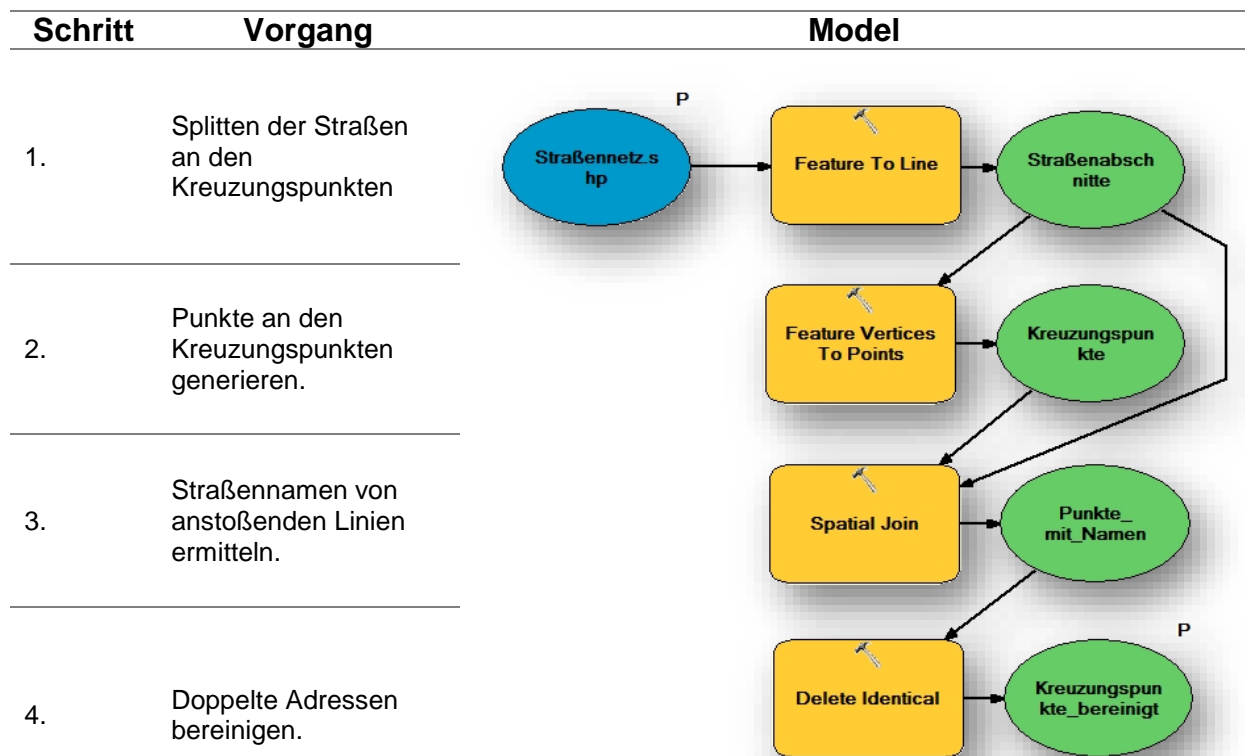 Schritt Vorgang Model
1.
Splitten der Straßen
an den
Kreuzungspunkten
P
Straßennetz.s
hp
Feature To Line
Straßenabsch
nitte
2.
Punkte an den
Kreuzungspunkten
generieren.
Feature Vertices
To Points
Kreuzungspun
kte
3.
Straßennamen von
anstoßenden Linien
ermitteln.
Spatial Join
Punkte_
mit_Namen
4.
Doppelte Adressen
bereinigen.
Delete Identical
P
Kreuzungspun
kte_bereinigt